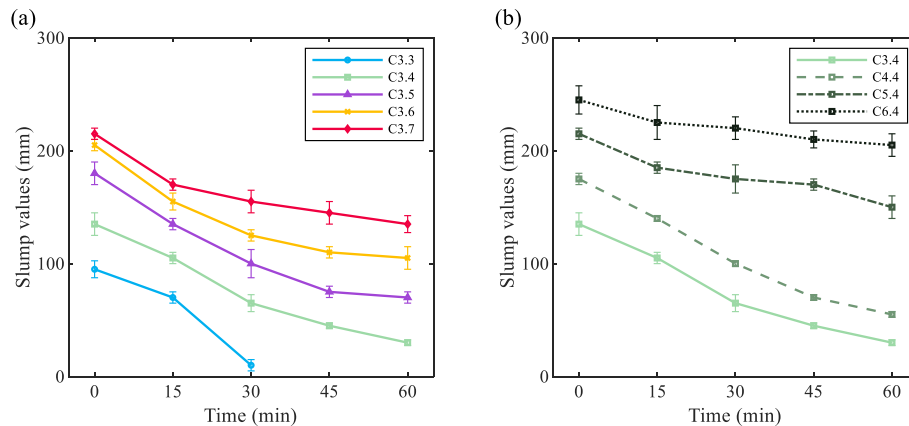 (a)
300
200
100
0
Slump values (mm)
C3.3
C3.4
C3.5
C3.6
C3.7
0 15 30 45 60
Time (min)
(b)
300
200
100
0
Slump values (mm)
C3.4
C4.4
C5.4
C6.4
0 15 30 45 60
Time (min)